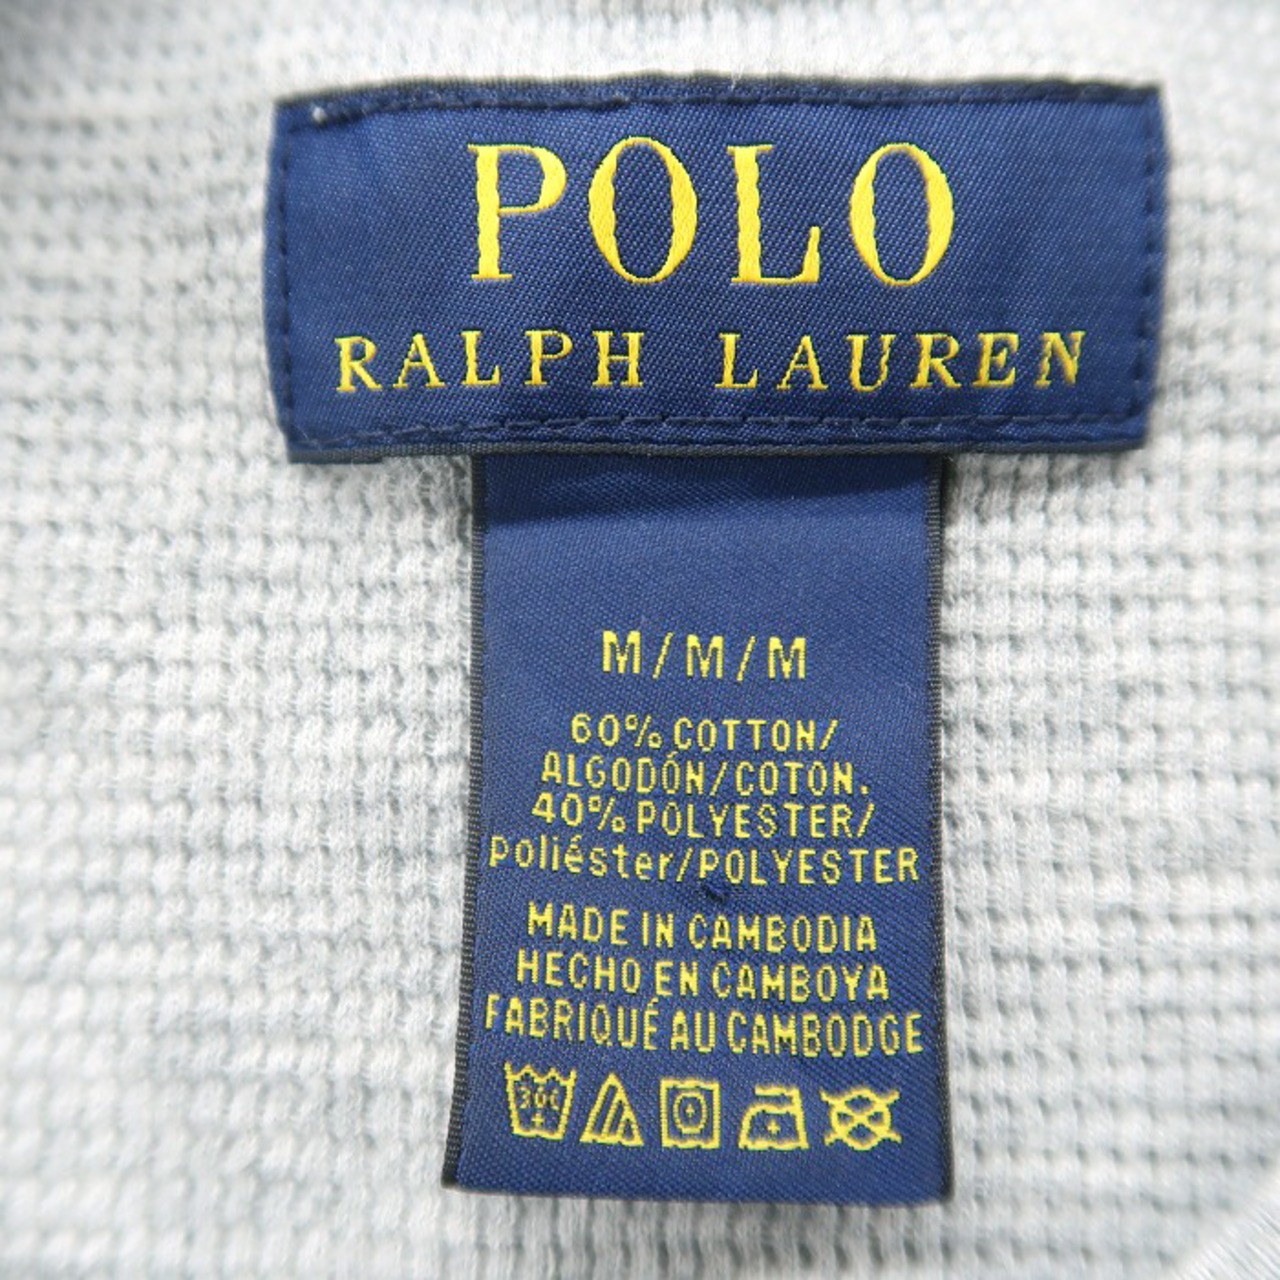 POLO
RALPH LAUREN
M/M/M
60% COTTON/
ALGODÓN/COTON.
40% POLYESTER/
poliéster/POLYESTER
MADE IN CAMBODIA
HECHO EN CAMBOYA
FABRIQUÉ AU CAMBODGE
30C